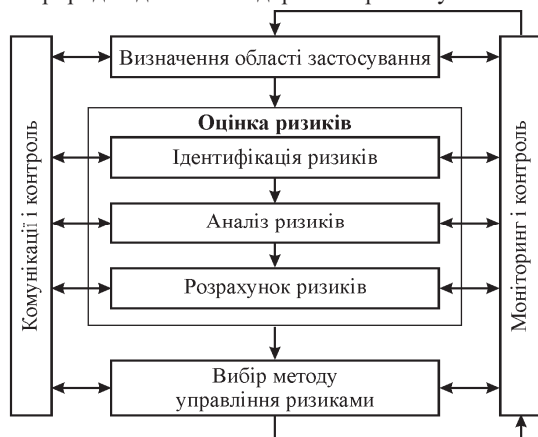 Визначення області застосування
Оцінка ризиків
Ідентифікація ризиків
Аналіз ризиків
Розрахунок ризиків
Вибір методу
управління ризиками
Комунікації і контроль
Моніторинг і контроль